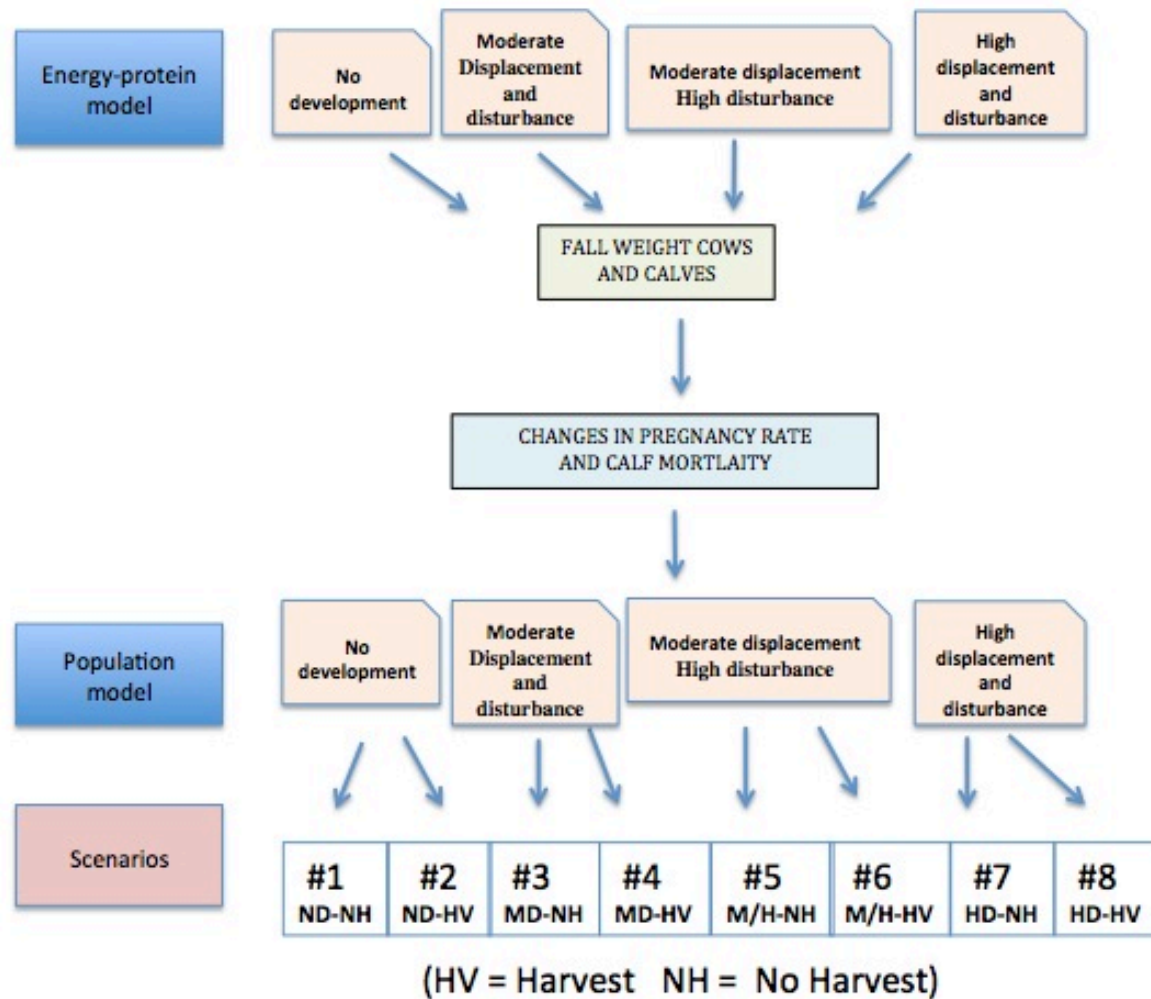 Energy-protein
model
No
development
Moderate
Displacement
and
disturbance
Moderate displacement
High disturbance
High
displacement
and
disturbance
FALL WEIGHT COWS
AND CALVES
CHANGES IN PREGNANCY RATE
AND CALF MORTLAITY
Population
model
No
development
Moderate
Displacement
and
disturbance
Moderate displacement
High disturbance
High
displacement
and
disturbance
Scenarios
#1
ND-NH
#2
ND-HV
#3
MD-NH
#4
MD-HV
#5
M/H-NH
#6
M/H-HV
#7
HD-NH
#8
HD-HV
(HV = Harvest NH = No Harvest)